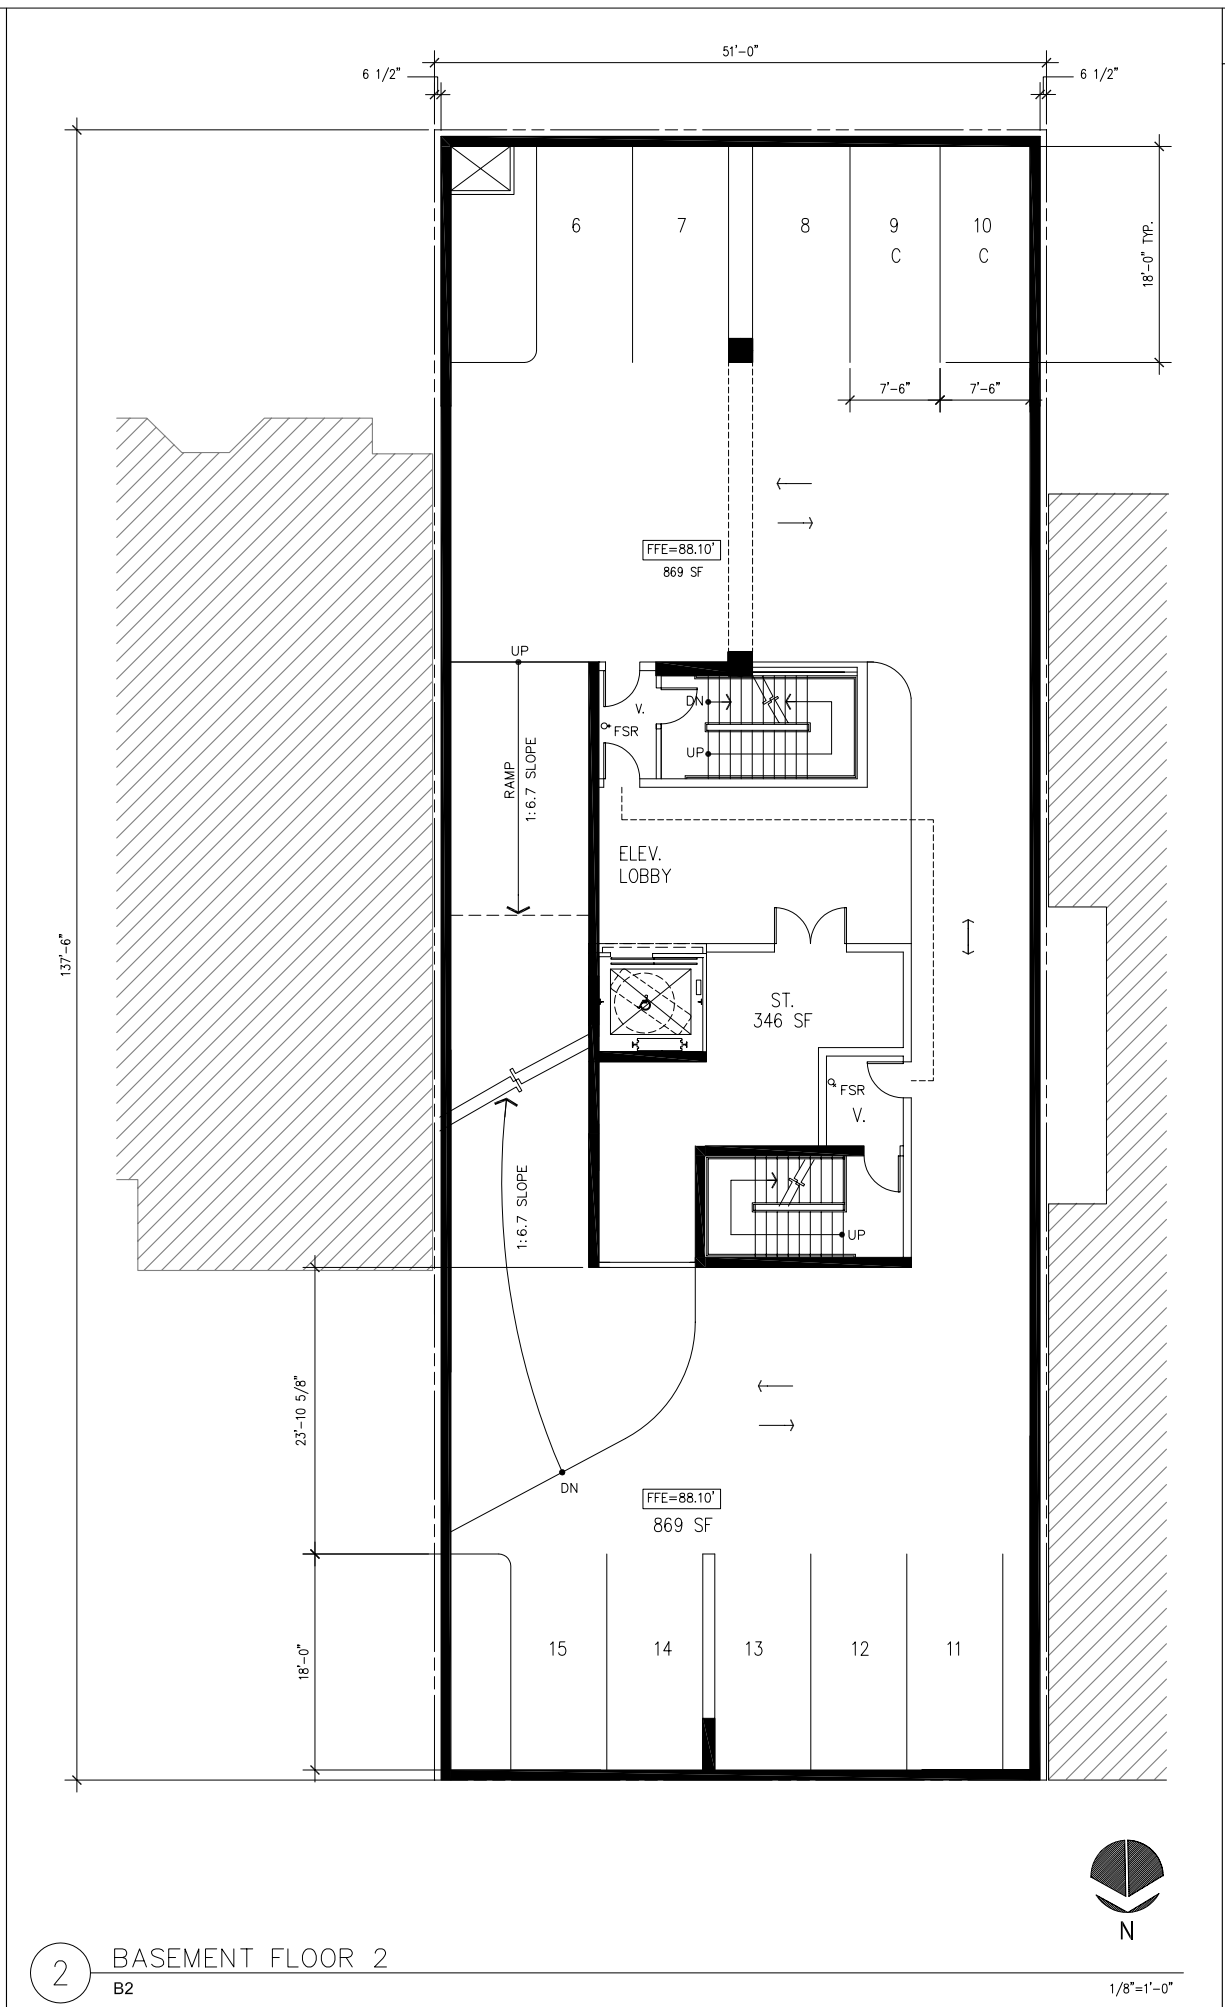 51'-0"
6 1/2"
6 1/2"
6
7
8
9
C
10
C
18'-0" TYP.
7'-6"
7'-6"
FFE=88.10'
869 SF
UP
RAMP
1:6.7 SLOPE
V.
FSR
DN
UP
ELEV.
LOBBY
137'-6"
ST.
346 SF
FSR
V.
1:6.7 SLOPE
UP
23'-10 5/8"
DN
FFE=88.10'
869 SF
18'-0"
15
14
13
12
11
N
2
BASEMENT FLOOR 2
B2
1/8"=1'-0"